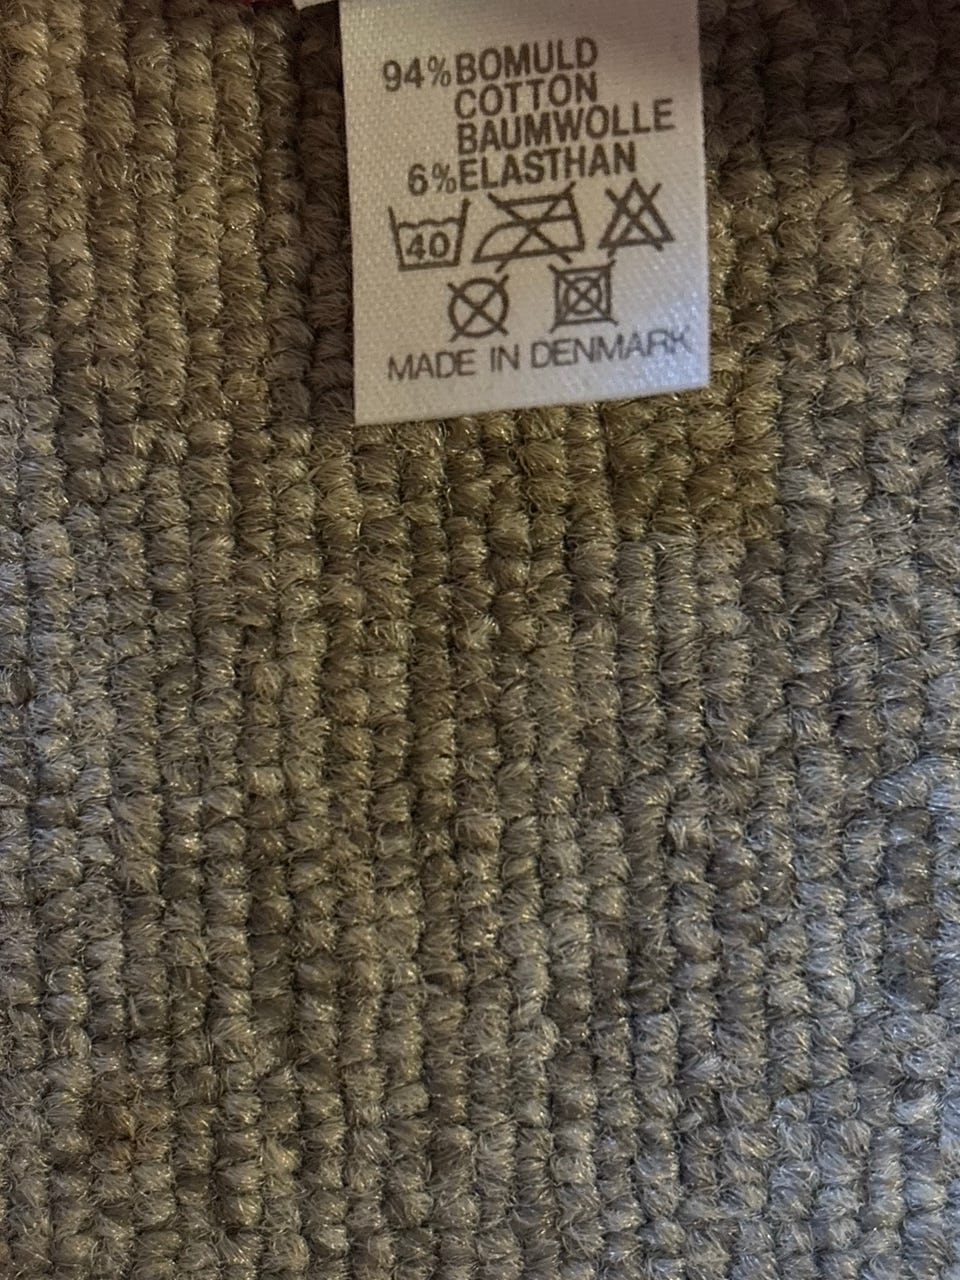 94% BOMULD
COTTON
BAUMWOLLE
6% ELASTHAN
40
MADE IN DENMARK